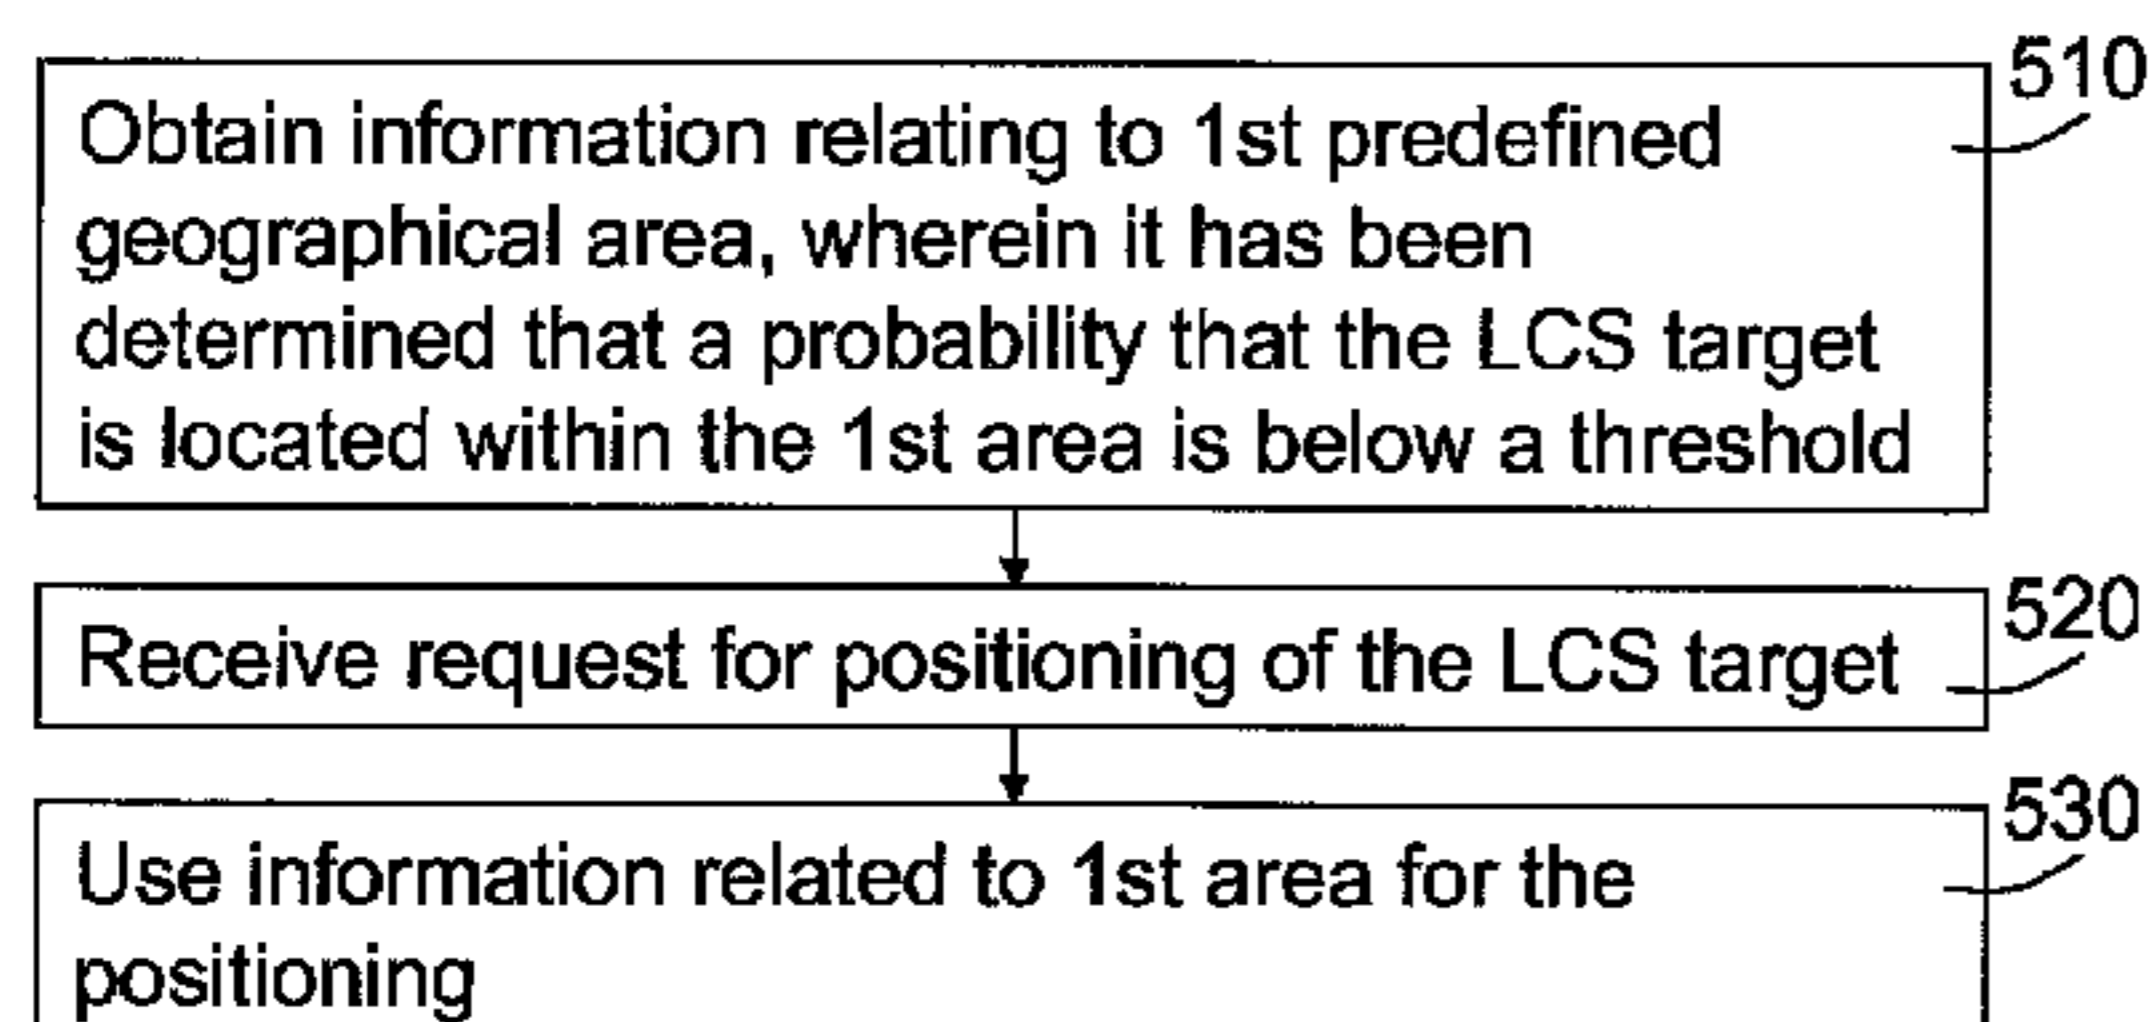 510
Obtain information relating to 1st predefined
geographical area, wherein it has been
determined that a probability that the LCS target
is located within the 1st area is below a threshold
520
Receive request for positioning of the LCS target
530
Use information related to 1st area for the
positioning